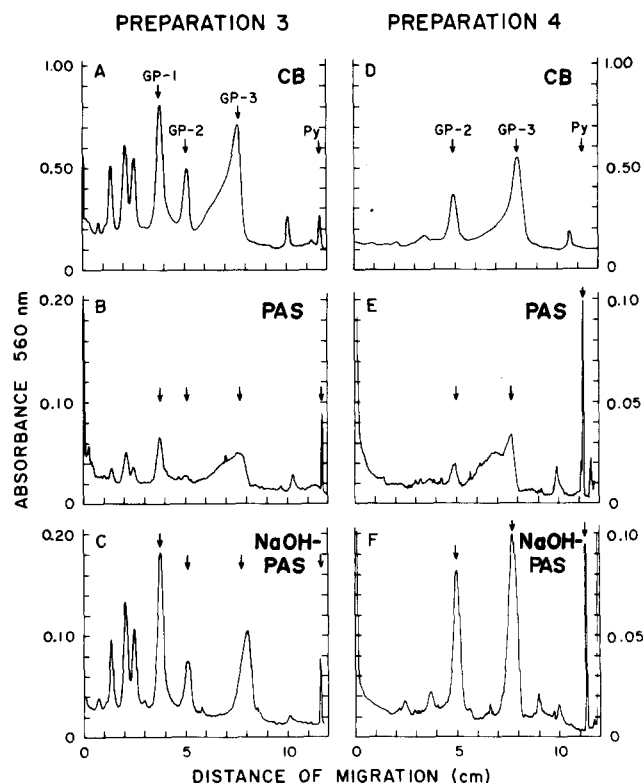 PREPARATION 3 PREPARATION 4
A CB
GP-1
GP-2
GP-3
Py
1.00
0.50
0
D CB
GP-2
GP-3
Py
1.00
0.50
0
B PAS
0.20
0.10
0
E PAS
0.10
0.05
0
C NaOH-
PAS
0.20
0.10
0
0 5 10
F NaOH-
PAS
0.10
0.05
0
0 5 10
ABSORBANCE 560 nm
DISTANCE OF MIGRATION (cm)